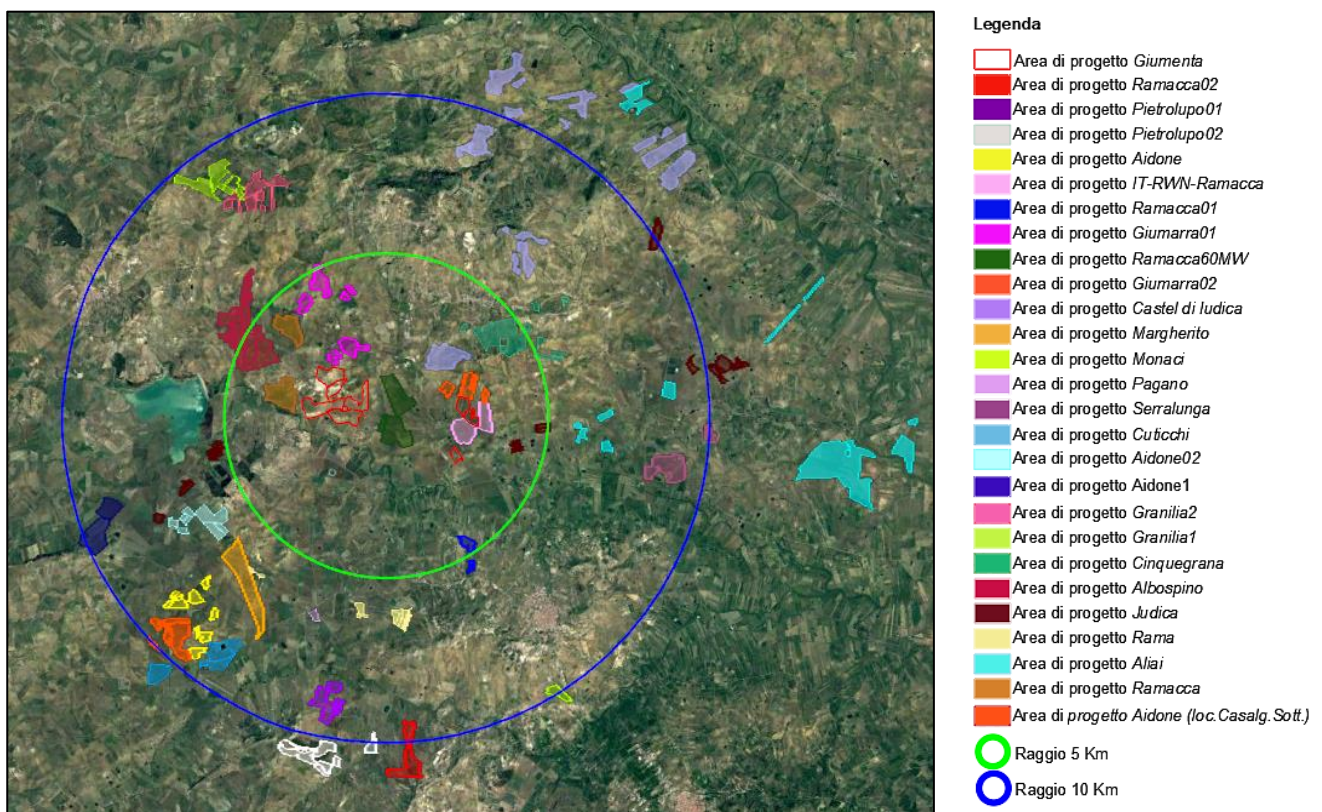 Legenda
Area di progetto Giumenta
Area di progetto Ramacca02
Area di progetto Pietrolupo01
Area di progetto Pietrolupo02
Area di progetto Aidone
Area di progetto IT-RWN-Ramacca
Area di progetto Ramacca01
Area di progetto Giumarra01
Area di progetto Ramacca60MW
Area di progetto Giumarra02
Area di progetto Castel di Iudica
Area di progetto Margherito
Area di progetto Monaci
Area di progetto Pagano
Area di progetto Serralunga
Area di progetto Cuticchi
Area di progetto Aidone02
Area di progetto Aidone1
Area di progetto Granilia2
Area di progetto Granilia1
Area di progetto Cinquegrana
Area di progetto Albospino
Area di progetto Judica
Area di progetto Rama
Area di progetto Aliai
Area di progetto Ramacca
Area di progetto Aidone (loc.Casalg.Sott.)
Raggio 5 Km
Raggio 10 Km